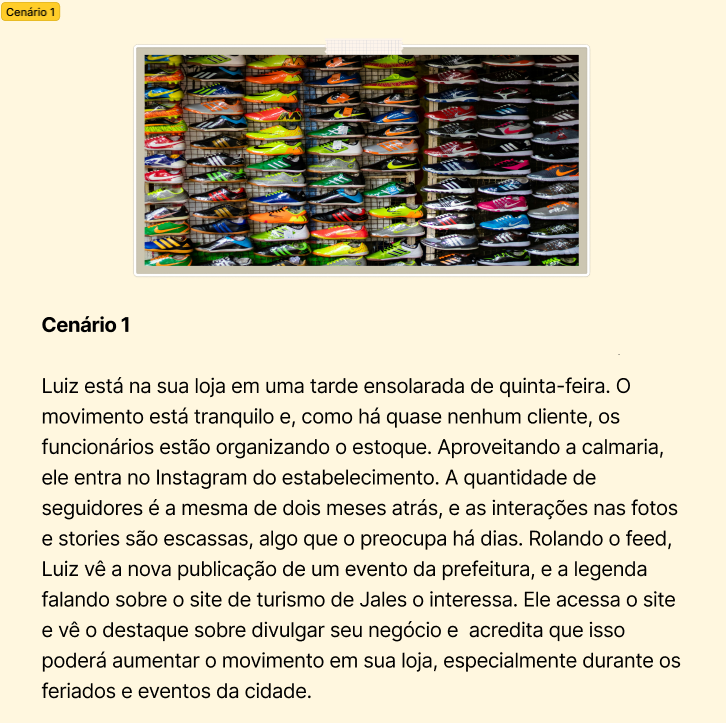 Cenário 1
Cenário 1
Luiz está na sua loja em uma tarde ensolarada de quinta-feira. O
movimento está tranquilo e, como há quase nenhum cliente, os
funcionários estão organizando o estoque. Aproveitando a calmaria,
ele entra no Instagram do estabelecimento. A quantidade de
seguidores é a mesma de dois meses atrás, e as interações nas fotos
e stories são escassas, algo que o preocupa há dias. Rolando o feed,
Luiz vê a nova publicação de um evento da prefeitura, e a legenda
falando sobre o site de turismo de Jales o interessa. Ele acessa o site
e vê o destaque sobre divulgar seu negócio e  acredita que isso
poderá aumentar o movimento em sua loja, especialmente durante os
feriados e eventos da cidade.